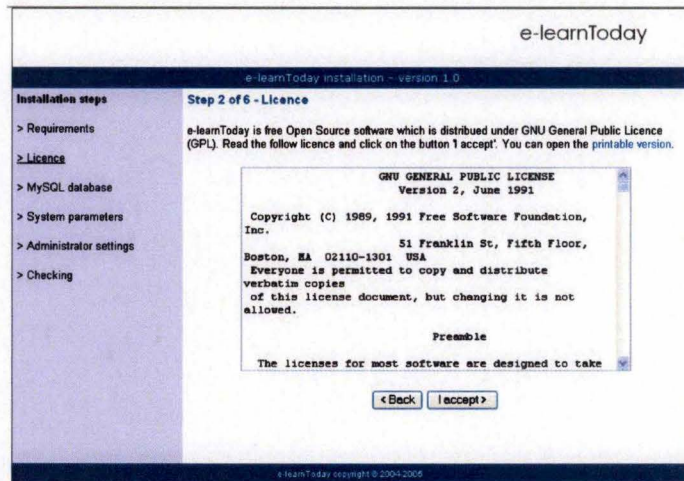 e-learnToday
e-learnToday installation - version 1.0
Installation steps
> Requirements
> Licence
> MySQL database
> System parameters
> Administrator settings
> Checking
Step 2 of 6 - Licence
e-learnToday is free Open Source software which is distribued under GNU General Public Licence
(GPL). Read the follow licence and click on the button 'I accept'. You can open the printable version.
GNU GENERAL PUBLIC LICENSE
Version 2, June 1991
Copyright (C) 1989, 1991 Free Software Foundation,
Inc.
51 Franklin St, Fifth Floor,
Boston, MA 02110-1301 USA
Everyone is permitted to copy and distribute
verbatim copies
of this license document, but changing it is not
allowed.
Preamble
The licenses for most software are designed to take
< Back
I accept >
e-learnToday copyright © 2004-2006